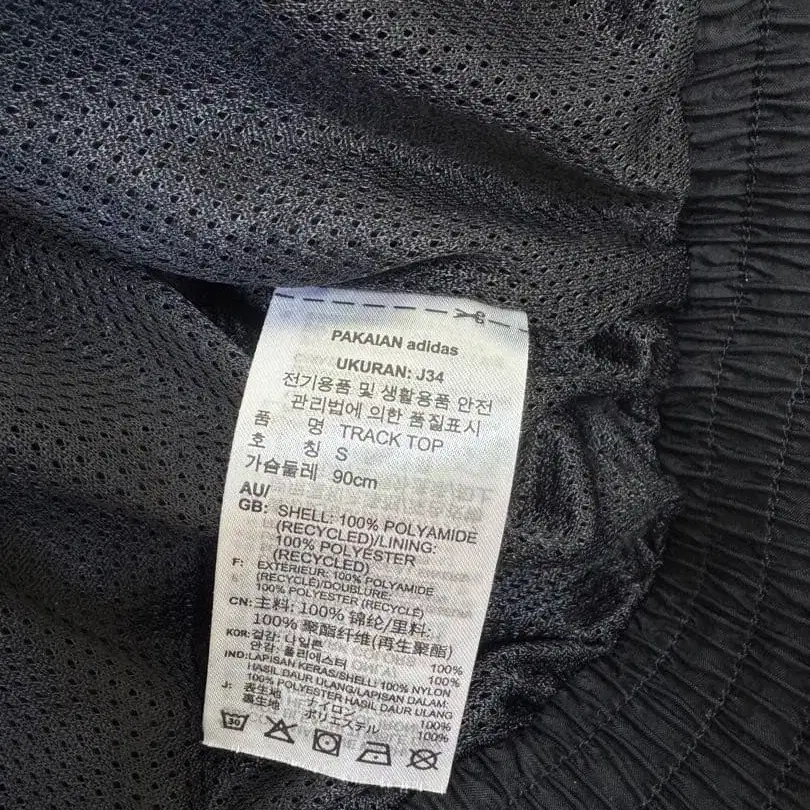 PAKAIAN adidas
UKURAN: J34
전기용품 및 생활용품 안전
관리법에 의한 품질표시
품 명 TRACK TOP
호 칭 S
가슴둘레 90cm
AU/
GB: SHELL: 100% POLYAMIDE
(RECYCLED)/LINING:
100% POLYESTER
(RECYCLED)
F: EXTERIEUR: 100% POLYAMIDE
(RECYCLE)/DOUBLURE:
100% POLYESTER (RECYCLE)
CN: 主料: 100% 锦纶/里料:
100% 聚酯纤维(再生聚酯)
KOR: 겉감: 나일론 100%
안감: 폴리에스터 100%
IND: LAPISAN KERAS/SHELL: 100% NYLON
HASIL DAUR ULANG/LAPISAN DALAM:
100% POLYESTER HASIL DAUR ULANG
J: 表生地 ナイロン 100%
裏生地 ポリエステル 100%
30